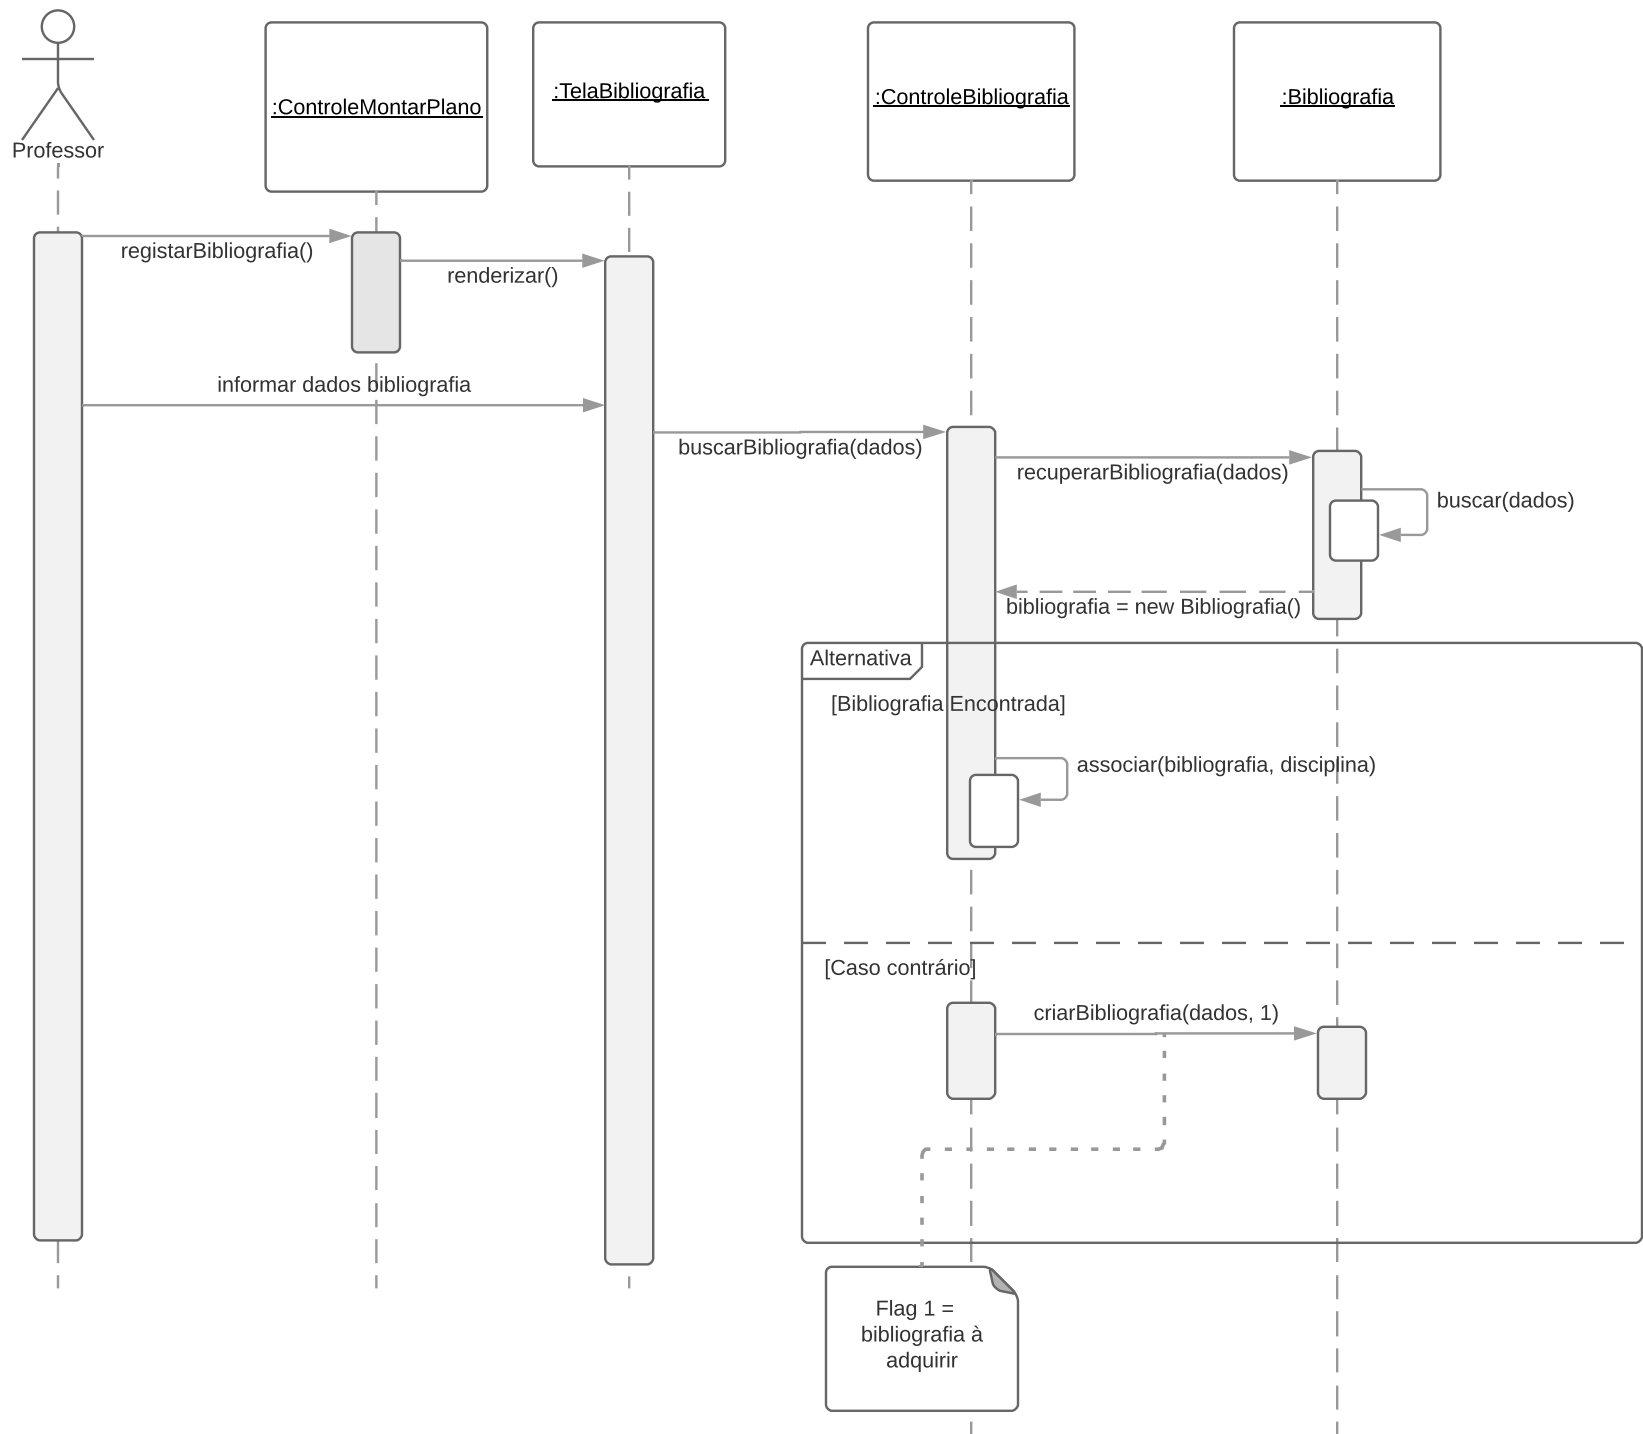 Professor
:ControleMontarPlano
:TelaBibliografia
:ControleBibliografia
:Bibliografia
registarBibliografia()
renderizar()
informar dados bibliografia
buscarBibliografia(dados)
recuperarBibliografia(dados)
buscar(dados)
bibliografia = new Bibliografia()
Alternativa
[Bibliografia Encontrada]
associar(bibliografia, disciplina)
[Caso contrário]
criarBibliografia(dados, 1)
Flag 1 =
bibliografia à
adquirir